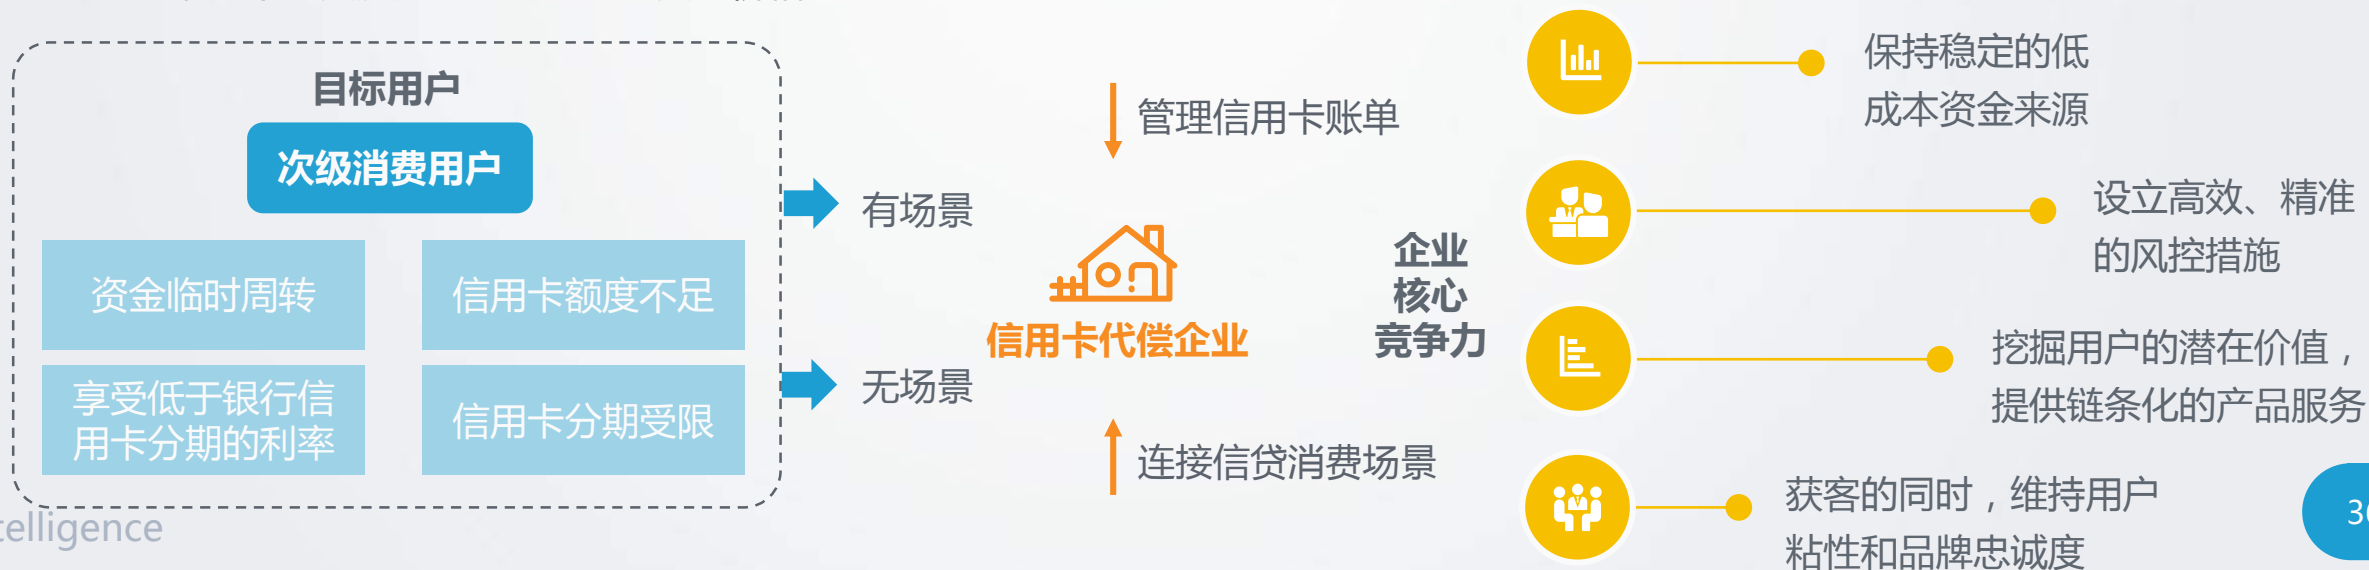 目标用户
次级消费用户
资金临时周转
信用卡额度不足
享受低于银行信
用卡分期的利率
信用卡分期受限
有场景
无场景
管理信用卡账单
信用卡代偿企业
连接信贷消费场景
企业
核心
竞争力
保持稳定的低
成本资金来源
设立高效、精准
的风控措施
挖掘用户的潜在价值，
提供链条化的产品服务
获客的同时，维持用户
粘性和品牌忠诚度
telligence